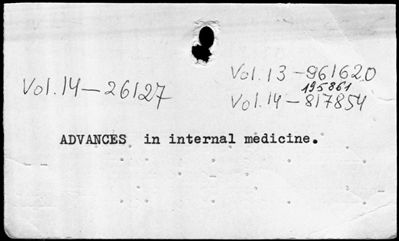 Vol. 13 - 961620
195861
Vol. 14 - 26127
Vol. 14 - 817854
ADVANCES in internal medicine.